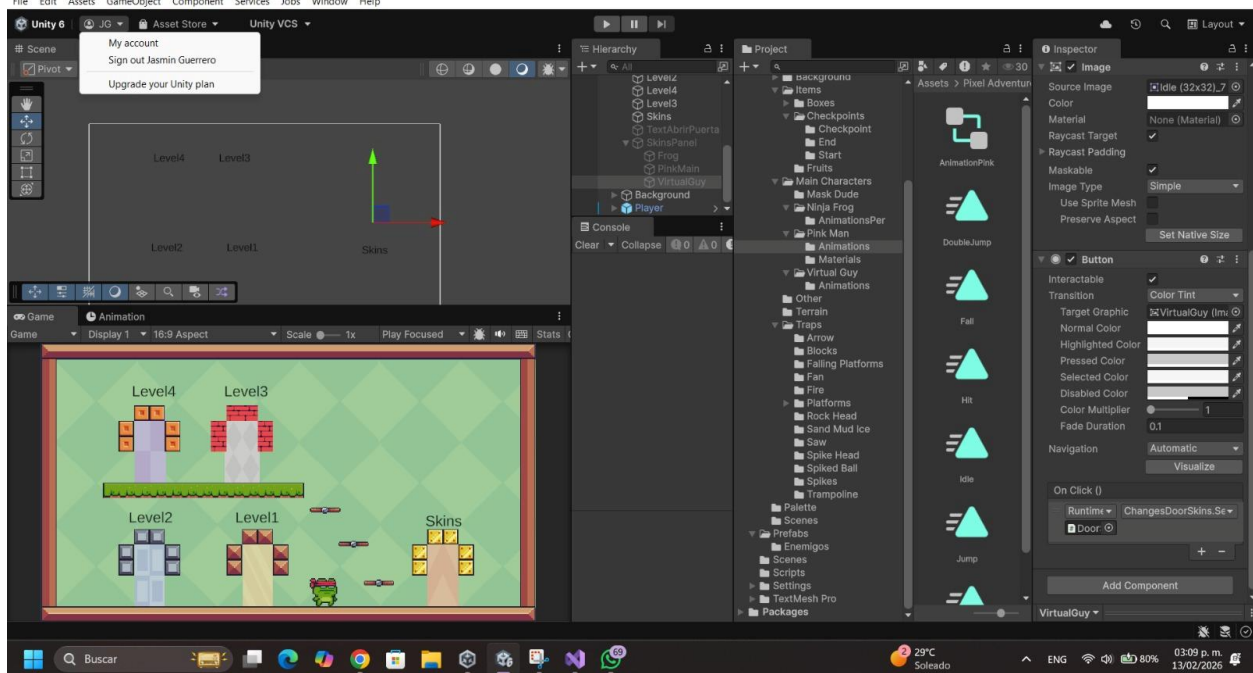 File Edit Assets GameObject Component Services Jobs Window Help
Unity 6 JG Asset Store Unity VCS Layout
My account
Sign out Jasmin Guerrero
Upgrade your Unity plan
Scene
Pivot
Level4 Level3
Level2 Level1 Skins
Game Animation
Game Display 1 16:9 Aspect Scale 1x Play Focused Stats
Level4 Level3
Level2 Level1 Skins
Hierarchy
All
Level2
Level4
Level3
Skins
TextAbrirPuerta
SkinsPanel
Frog
PinkMain
VirtualGuy
Background
Player
Console
Clear Collapse 0 0
Project
30
Background
Items
Boxes
Checkpoints
Checkpoint
End
Start
Fruits
Main Characters
Mask Dude
Ninja Frog
AnimationsPer
Pink Man
Animations
Materials
Virtual Guy
Animations
Other
Terrain
Traps
Arrow
Blocks
Falling Platforms
Fan
Fire
Platforms
Rock Head
Sand Mud Ice
Saw
Spike Head
Spiked Ball
Spikes
Trampoline
Palette
Scenes
Prefabs
Enemigos
Scenes
Scripts
Settings
TextMesh Pro
Packages
Assets > Pixel Adventur
AnimationPink
DoubleJump
Fall
Hit
Idle
Jump
Inspector
Image
Source Image Idle (32x32)_7
Color
Material None (Material)
Raycast Target
Raycast Padding
Maskable
Image Type Simple
Use Sprite Mesh
Preserve Aspect
Set Native Size
Button
Interactable
Transition Color Tint
Target Graphic VirtualGuy (Ima
Normal Color
Highlighted Color
Pressed Color
Selected Color
Disabled Color
Color Multiplier 1
Fade Duration 0.1
Navigation Automatic
Visualize
On Click ()
Runtime ChangesDoorSkins.Se
Door
+ -
Add Component
VirtualGuy
Buscar
69
2
29°C
Soleado
ENG 80%
03:09 p. m.
13/02/2026